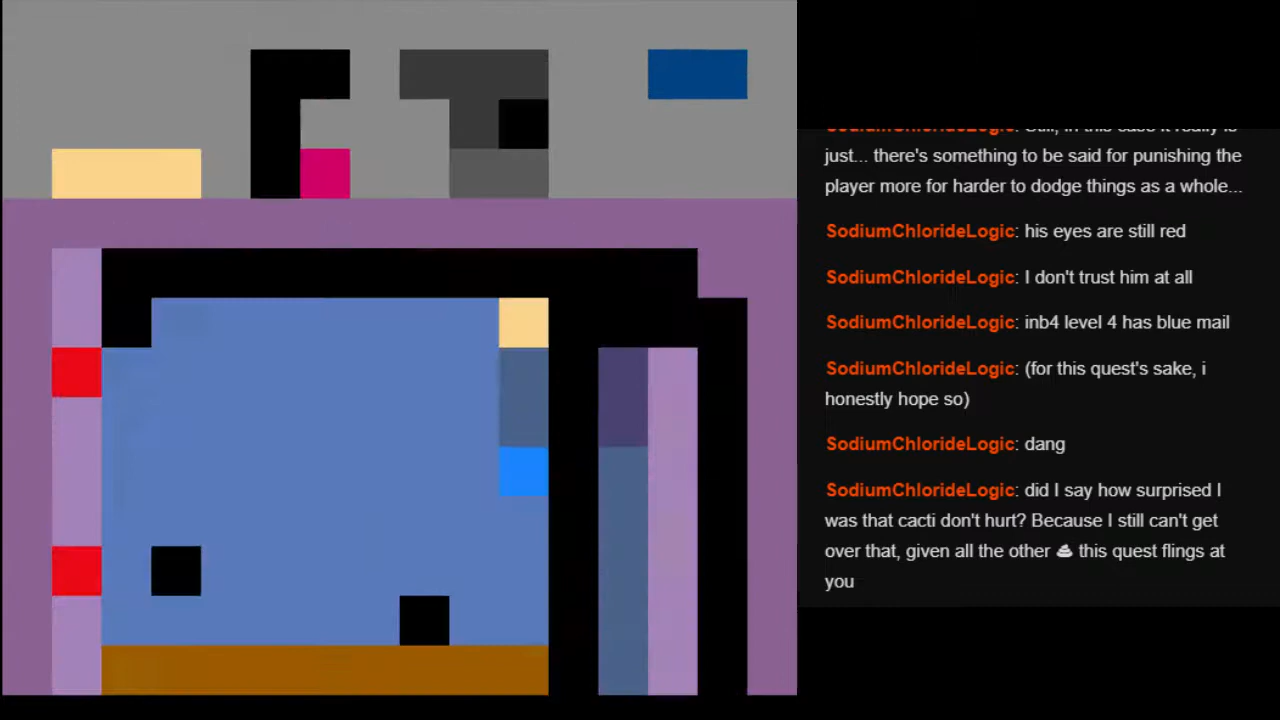 just... there's something to be said for punishing the
player more for harder to dodge things as a whole...
SodiumChlorideLogic: his eyes are still red
SodiumChlorideLogic: I don't trust him at all
SodiumChlorideLogic: inb4 level 4 has blue mail
SodiumChlorideLogic: (for this quest's sake, i
honestly hope so)
SodiumChlorideLogic: dang
SodiumChlorideLogic: did I say how surprised I
was that cacti don't hurt? Because I still can't get
over that, given all the other 💩 this quest flings at
you